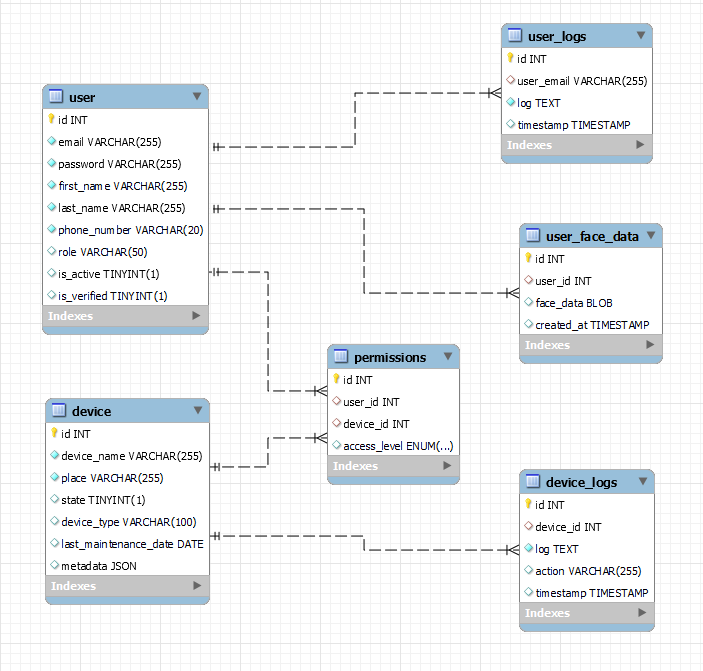 user
id INT
email VARCHAR(255)
password VARCHAR(255)
first_name VARCHAR(255)
last_name VARCHAR(255)
phone_number VARCHAR(20)
role VARCHAR(50)
is_active TINYINT(1)
is_verified TINYINT(1)
Indexes
user_logs
id INT
user_email VARCHAR(255)
log TEXT
timestamp TIMESTAMP
Indexes
user_face_data
id INT
user_id INT
face_data BLOB
created_at TIMESTAMP
Indexes
permissions
id INT
user_id INT
device_id INT
access_level ENUM(...)
Indexes
device
id INT
device_name VARCHAR(255)
place VARCHAR(255)
state TINYINT(1)
device_type VARCHAR(100)
last_maintenance_date DATE
metadata JSON
Indexes
device_logs
id INT
device_id INT
log TEXT
action VARCHAR(255)
timestamp TIMESTAMP
Indexes